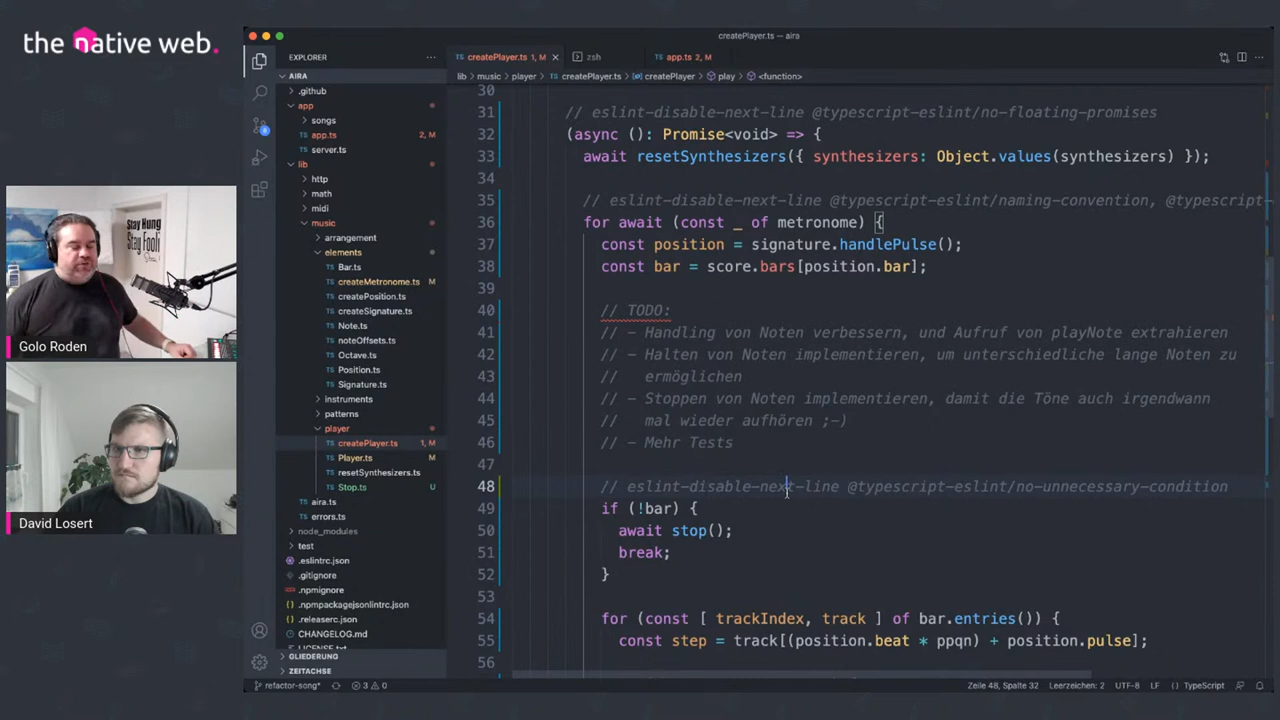 the native web.
createPlayer.ts — aira
EXPLORER
createPlayer.ts 1, M
zsh
app.ts 2, M
AIRA
lib > music > player > createPlayer.ts > createPlayer > play > <function>
.github
app
songs
app.ts 2, M
server.ts
lib
http
math
midi
music
arrangement
elements
Bar.ts
createMetronome.ts M
createPosition.ts
createSignature.ts
Note.ts
noteOffsets.ts
Octave.ts
Position.ts
Signature.ts
instruments
patterns
player
createPlayer.ts 1, M
Player.ts M
resetSynthesizers.ts
Stop.ts U
aira.ts
errors.ts
node_modules
test
.eslintrc.json
.gitignore
.npmignore
.npmpackagejsonlintrc.json
.releaserc.json
CHANGELOG.md
LICENSE.txt
GLIEDERUNG
ZEITACHSE
30
31 // eslint-disable-next-line @typescript-eslint/no-floating-promises
32 (async (): Promise<void> => {
33 await resetSynthesizers({ synthesizers: Object.values(synthesizers) });
34
35 // eslint-disable-next-line @typescript-eslint/naming-convention, @typescript-
36 for await (const _ of metronome) {
37 const position = signature.handlePulse();
38 const bar = score.bars[position.bar];
39
40 // TODO:
41 // - Handling von Noten verbessern, und Aufruf von playNote extrahieren
42 // - Halten von Noten implementieren, um unterschiedliche lange Noten zu
43 // ermöglichen
44 // - Stoppen von Noten implementieren, damit die Töne auch irgendwann
45 // mal wieder aufhören ;-)
46 // - Mehr Tests
47
48 // eslint-disable-next-line @typescript-eslint/no-unnecessary-condition
49 if (!bar) {
50 await stop();
51 break;
52 }
53
54 for (const [ trackIndex, track ] of bar.entries()) {
55 const step = track[(position.beat * ppqn) + position.pulse];
56
refactor-song*
3 0
Zeile 48, Spalte 32
Leerzeichen: 2
UTF-8
LF
TypeScript
Stay Hung
Stay Fooli
Golo Roden
David Losert